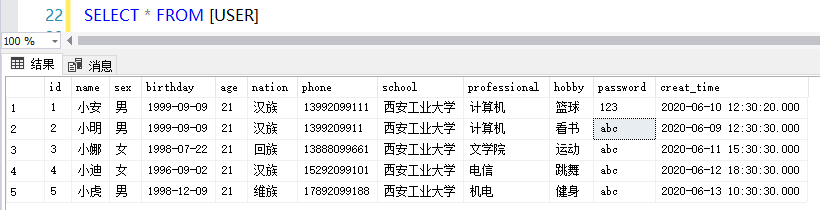 22 SELECT * FROM [USER]
100 %
结果 消息
id name sex birthday age nation phone school professional hobby password creat_time
1 1 小安 男 1999-09-09 21 汉族 13992099111 西安工业大学 计算机 篮球 123 2020-06-10 12:30:20.000
2 2 小明 男 1999-09-09 21 汉族 1399209911 西安工业大学 计算机 看书 abc 2020-06-09 12:30:30.000
3 3 小娜 女 1998-07-22 21 回族 13888099661 西安工业大学 文学院 运动 abc 2020-06-11 15:30:30.000
4 4 小迪 女 1996-09-02 21 汉族 15292099101 西安工业大学 电信 跳舞 abc 2020-06-12 18:30:30.000
5 5 小虎 男 1998-12-09 21 维族 17892099188 西安工业大学 机电 健身 abc 2020-06-13 10:30:30.000